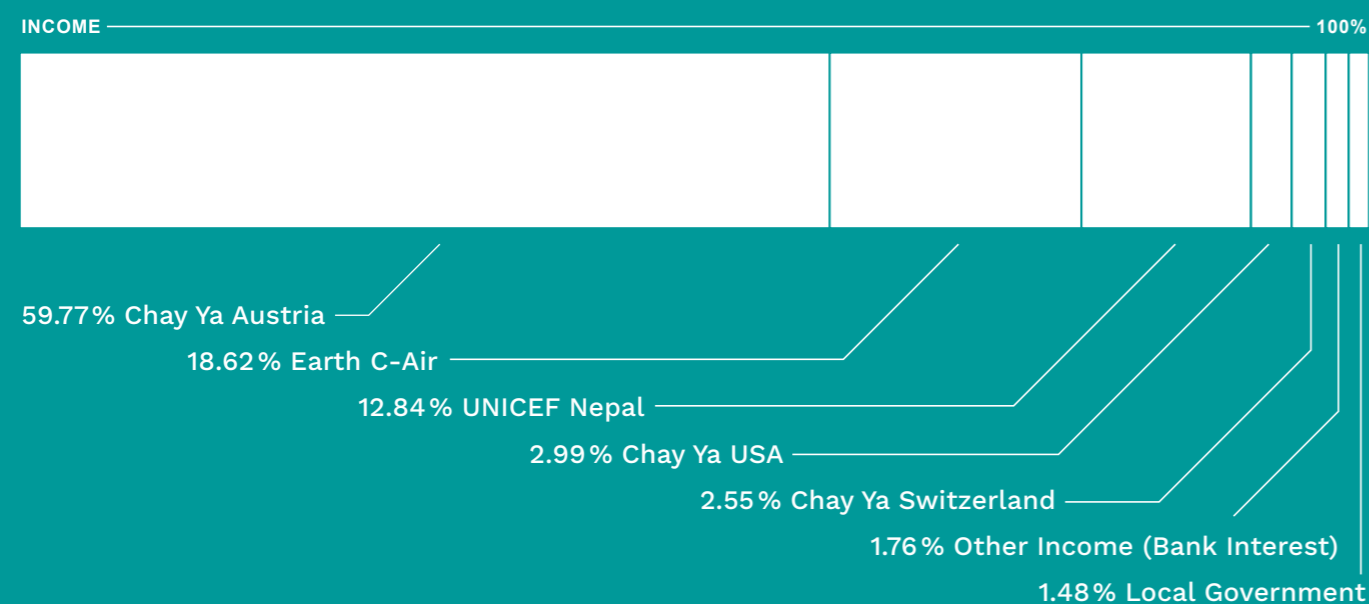 INCOME 100%
59.77% Chay Ya Austria
18.62% Earth C-Air
12.84% UNICEF Nepal
2.99% Chay Ya USA
2.55% Chay Ya Switzerland
1.76% Other Income (Bank Interest)
1.48% Local Government